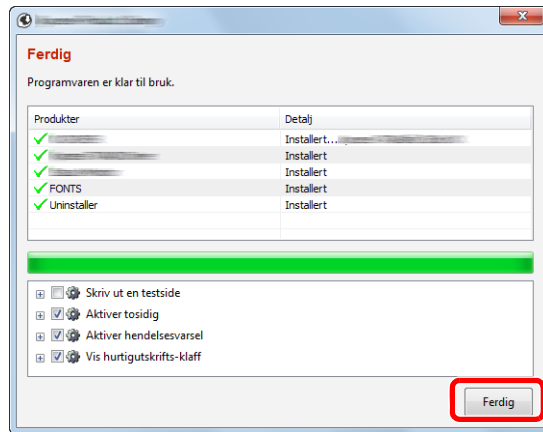 Ferdig
Programvaren er klar til bruk.
Produkter Detalj
Installert...
Installert
Installert
FONTS Installert
Uninstaller Installert
Skriv ut en testside
Aktiver tosidig
Aktiver hendelsesvarsel
Vis hurtigutskrifts-klaff
Ferdig